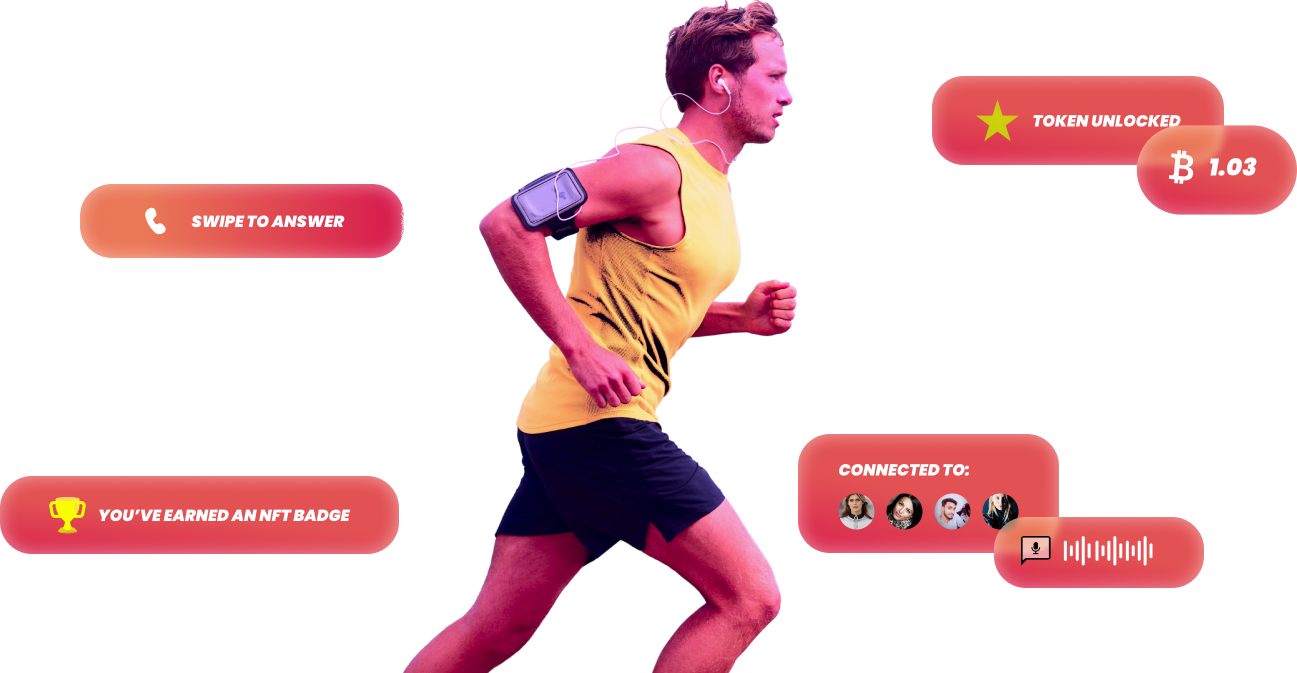 TOKEN UNLOCKED
1.03
SWIPE TO ANSWER
CONNECTED TO:
YOU’VE EARNED AN NFT BADGE